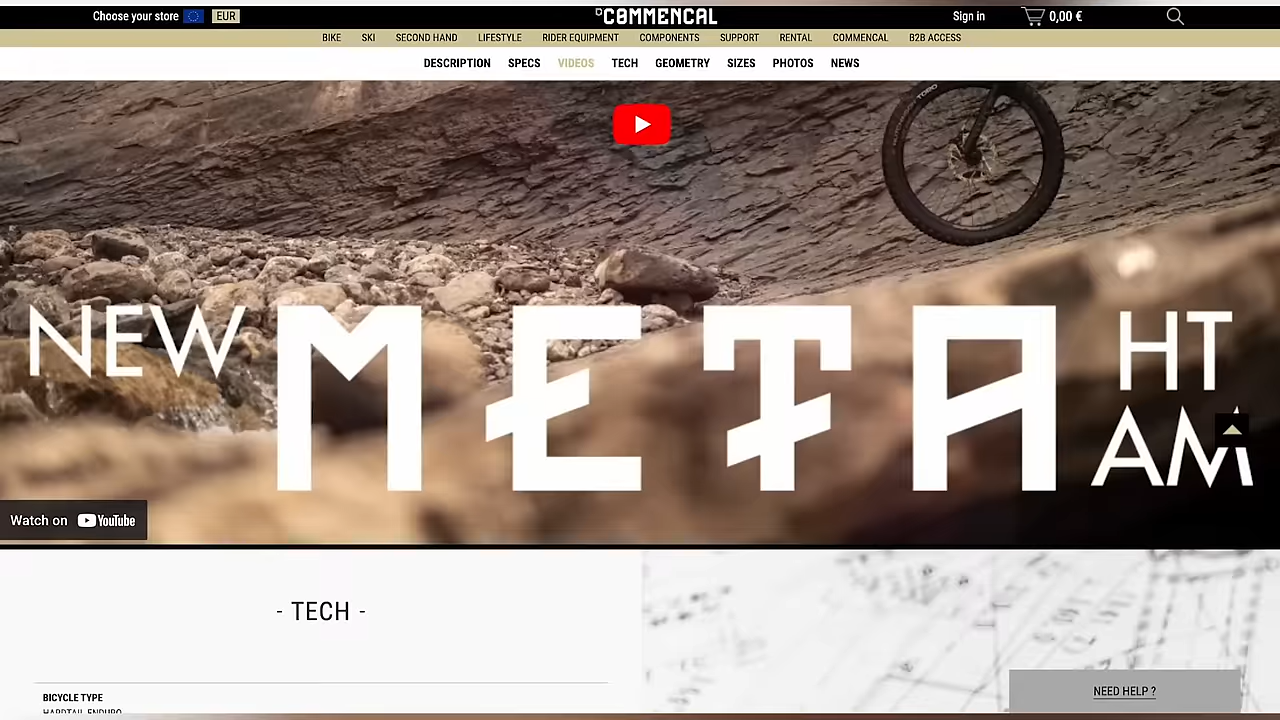 Choose your store EUR COMMENCAL Sign in 0,00 €
BIKE SKI SECOND HAND LIFESTYLE RIDER EQUIPMENT COMPONENTS SUPPORT RENTAL COMMENCAL B2B ACCESS
DESCRIPTION SPECS VIDEOS TECH GEOMETRY SIZES PHOTOS NEWS
NEW META HT AM
Watch on YouTube
- TECH -
BICYCLE TYPE
HARDTAIL ENDURO
NEED HELP ?